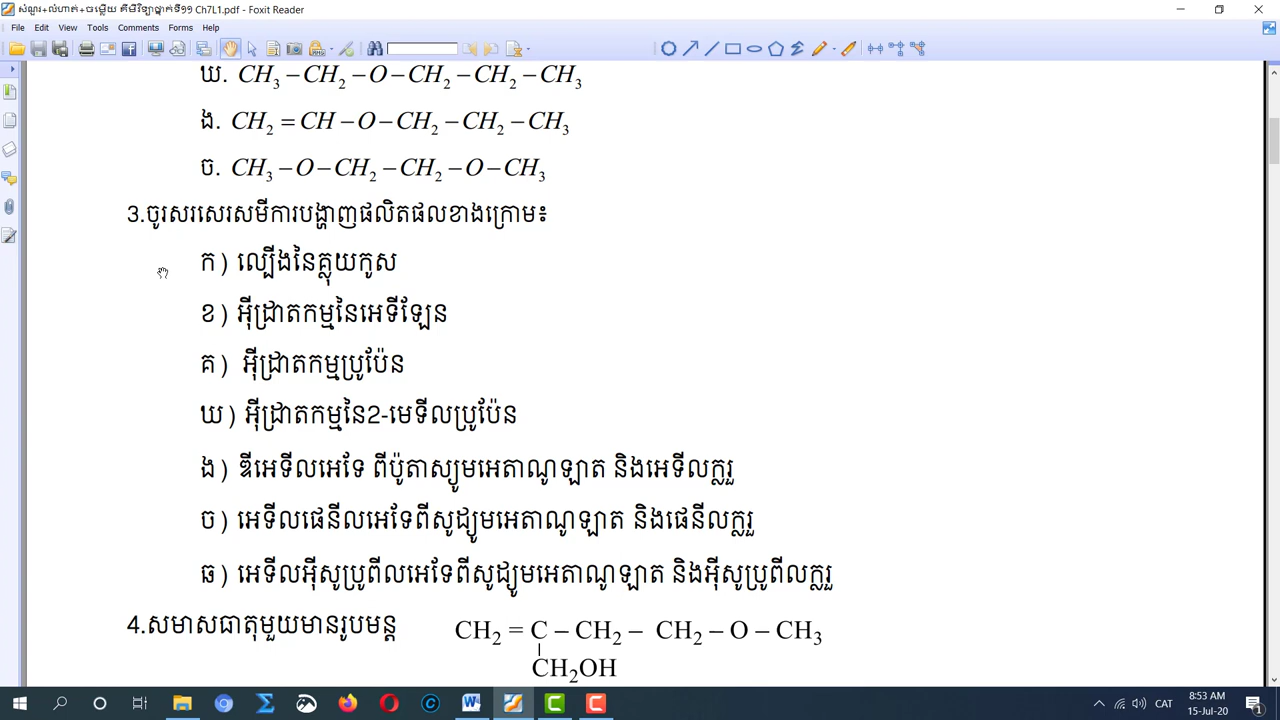 សំណួរ+លំហាត់+ចម្លើយ គីមីវិទ្យាថ្នាក់ទី១១ Ch7L1.pdf - Foxit Reader
File Edit View Tools Comments Forms Help
ឃ. CH₃ – CH₂ – O – CH₂ – CH₂ – CH₃
ង. CH₂ = CH – O – CH₂ – CH₂ – CH₃
ច. CH₃ – O – CH₂ – CH₂ – O – CH₃
3.ចូរសរសេរសមីការបង្ហាញផលិតផលខាងក្រោម៖
ក) ល្បើងនៃគ្លុយកូស
ខ) អ៊ីដ្រាតកម្មនៃអេទីឡែន
គ) អ៊ីដ្រាតកម្មប្រូប៉ែន
ឃ) អ៊ីដ្រាតកម្មនៃ2-មេទីលប្រូប៉ែន
ង) ឌីអេទីលអេទែ ពីប៉ូតាស្យូមអេតាណូឡាត និងអេទីលក្លរួ
ច) អេទីលផេនីលអេទែពីសូដ្យូមអេតាណូឡាត និងផេនីលក្លរួ
ឆ) អេទីលអ៊ីសូប្រូពីលអេទែពីសូដ្យូមអេតាណូឡាត និងអ៊ីសូប្រូពីលក្លរួ
4.សមាសធាតុមួយមានរូបមន្ត CH₂ = C – CH₂ – CH₂ – O – CH₃
CH₂OH
8:53 AM
CAT
15-Jul-20